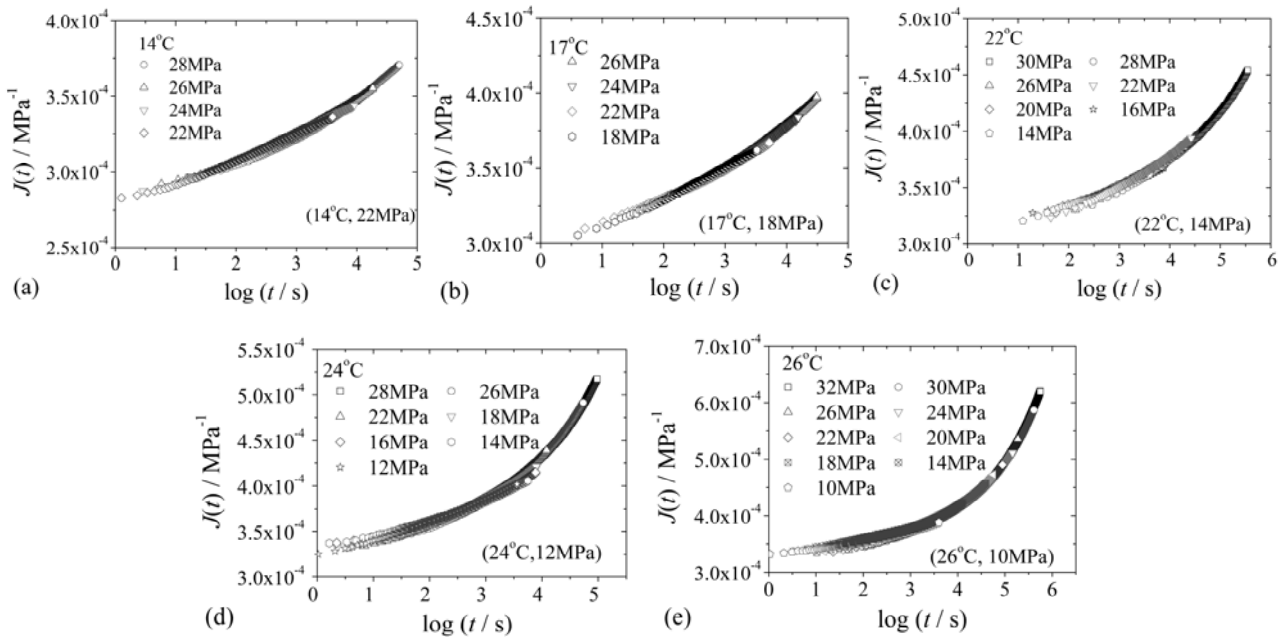 4.0x10⁻⁴
3.5x10⁻⁴
3.0x10⁻⁴
2.5x10⁻⁴
J(t) / MPa⁻¹
14°C
28MPa
26MPa
24MPa
22MPa
(14°C, 22MPa)
0 1 2 3 4 5
log (t / s)
(a)
4.5x10⁻⁴
4.0x10⁻⁴
3.5x10⁻⁴
3.0x10⁻⁴
J(t) / MPa⁻¹
17°C
26MPa
24MPa
22MPa
18MPa
(17°C, 18MPa)
0 1 2 3 4 5
log (t / s)
(b)
5.0x10⁻⁴
4.5x10⁻⁴
4.0x10⁻⁴
3.5x10⁻⁴
3.0x10⁻⁴
J(t) / MPa⁻¹
22°C
30MPa 28MPa
26MPa 22MPa
20MPa 16MPa
14MPa
(22°C, 14MPa)
0 1 2 3 4 5 6
log (t / s)
(c)
5.5x10⁻⁴
5.0x10⁻⁴
4.5x10⁻⁴
4.0x10⁻⁴
3.5x10⁻⁴
3.0x10⁻⁴
J(t) / MPa⁻¹
24°C
28MPa 26MPa
22MPa 18MPa
16MPa 14MPa
12MPa
(24°C,12MPa)
0 1 2 3 4 5
log (t / s)
(d)
7.0x10⁻⁴
6.0x10⁻⁴
5.0x10⁻⁴
4.0x10⁻⁴
3.0x10⁻⁴
J(t) / MPa⁻¹
26°C
32MPa 30MPa
26MPa 24MPa
22MPa 20MPa
18MPa 14MPa
10MPa
(26°C, 10MPa)
0 1 2 3 4 5 6
log (t / s)
(e)